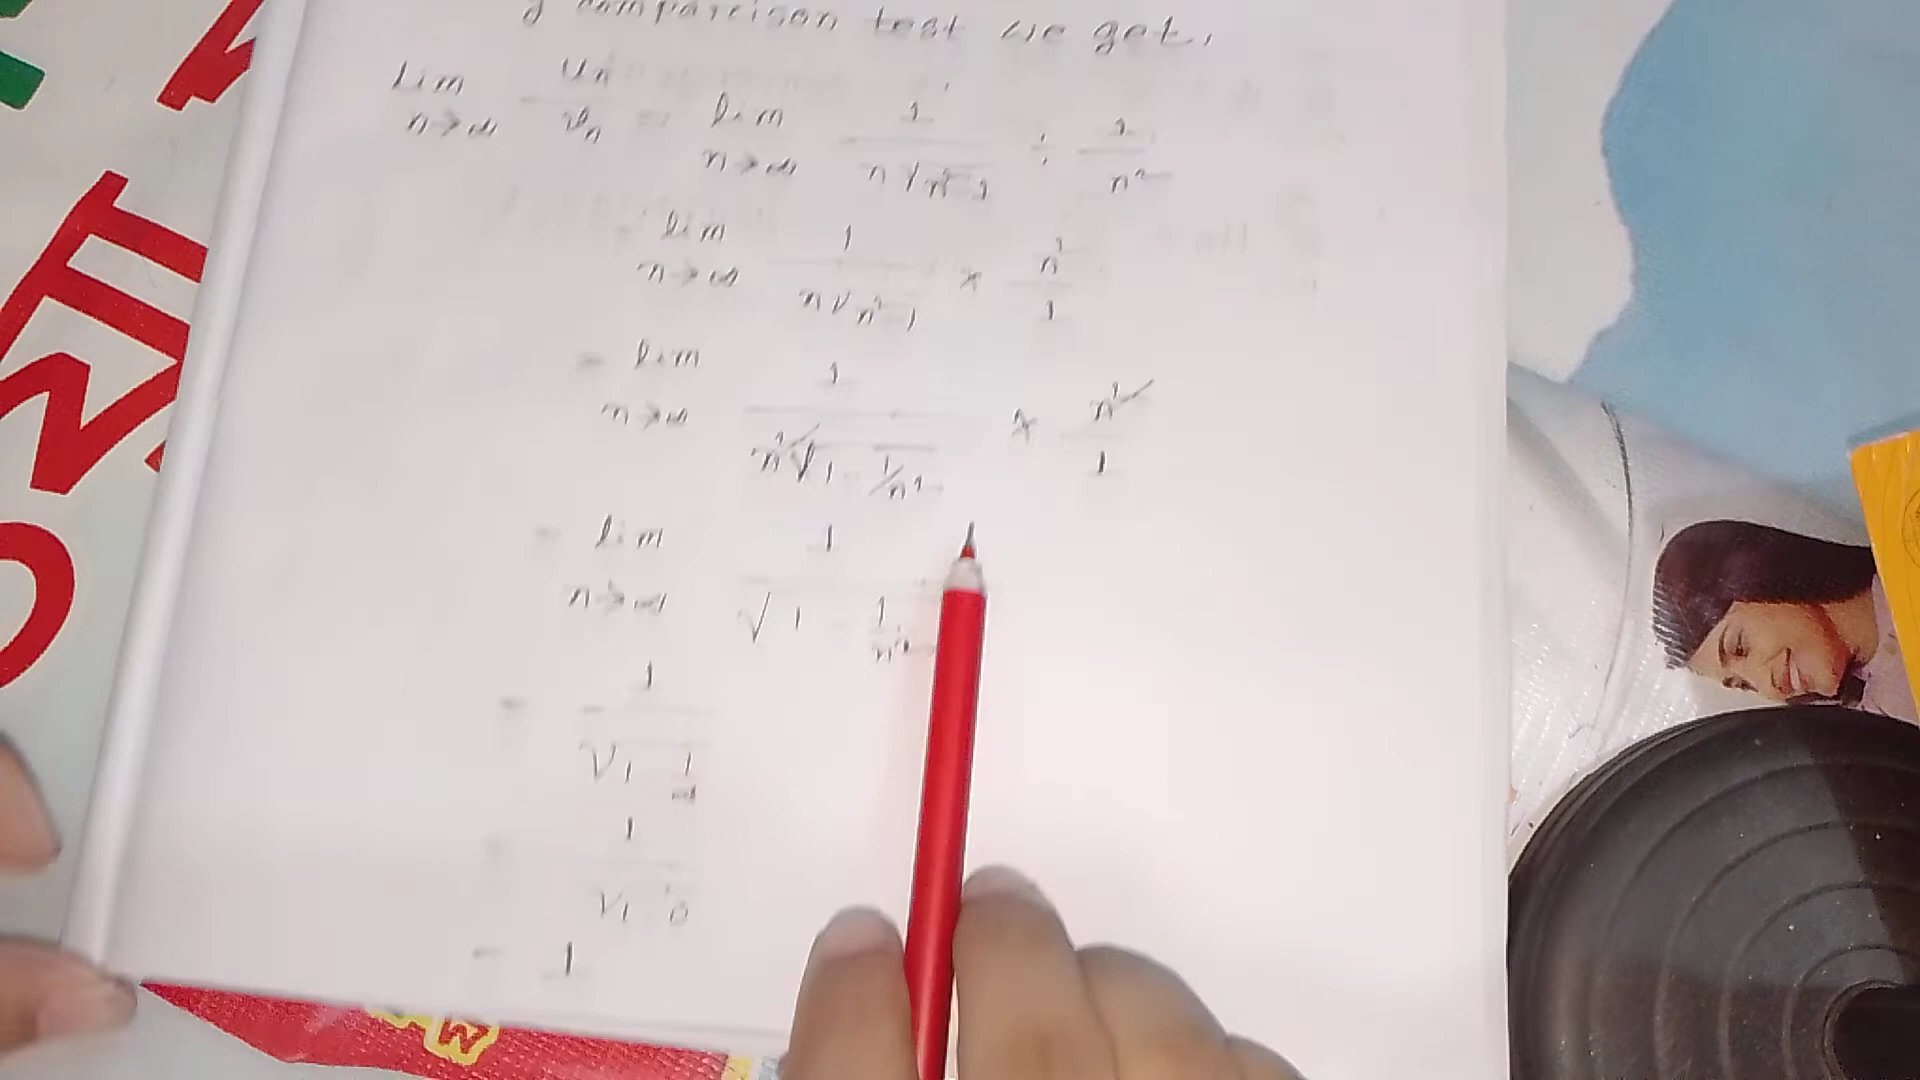 comparison test we get,
lim n→∞ un/vn = lim n→∞ 1/(n√(n²-1)) ÷ 1/n²
= lim n→∞ 1/(n√(n²-1)) × n²/1
= lim n→∞ 1/(n²√(1-1/n²)) × n²/1
= lim n→∞ 1/√(1-1/n²)
= 1/√(1-1/∞)
= 1/√(1-0)
= 1